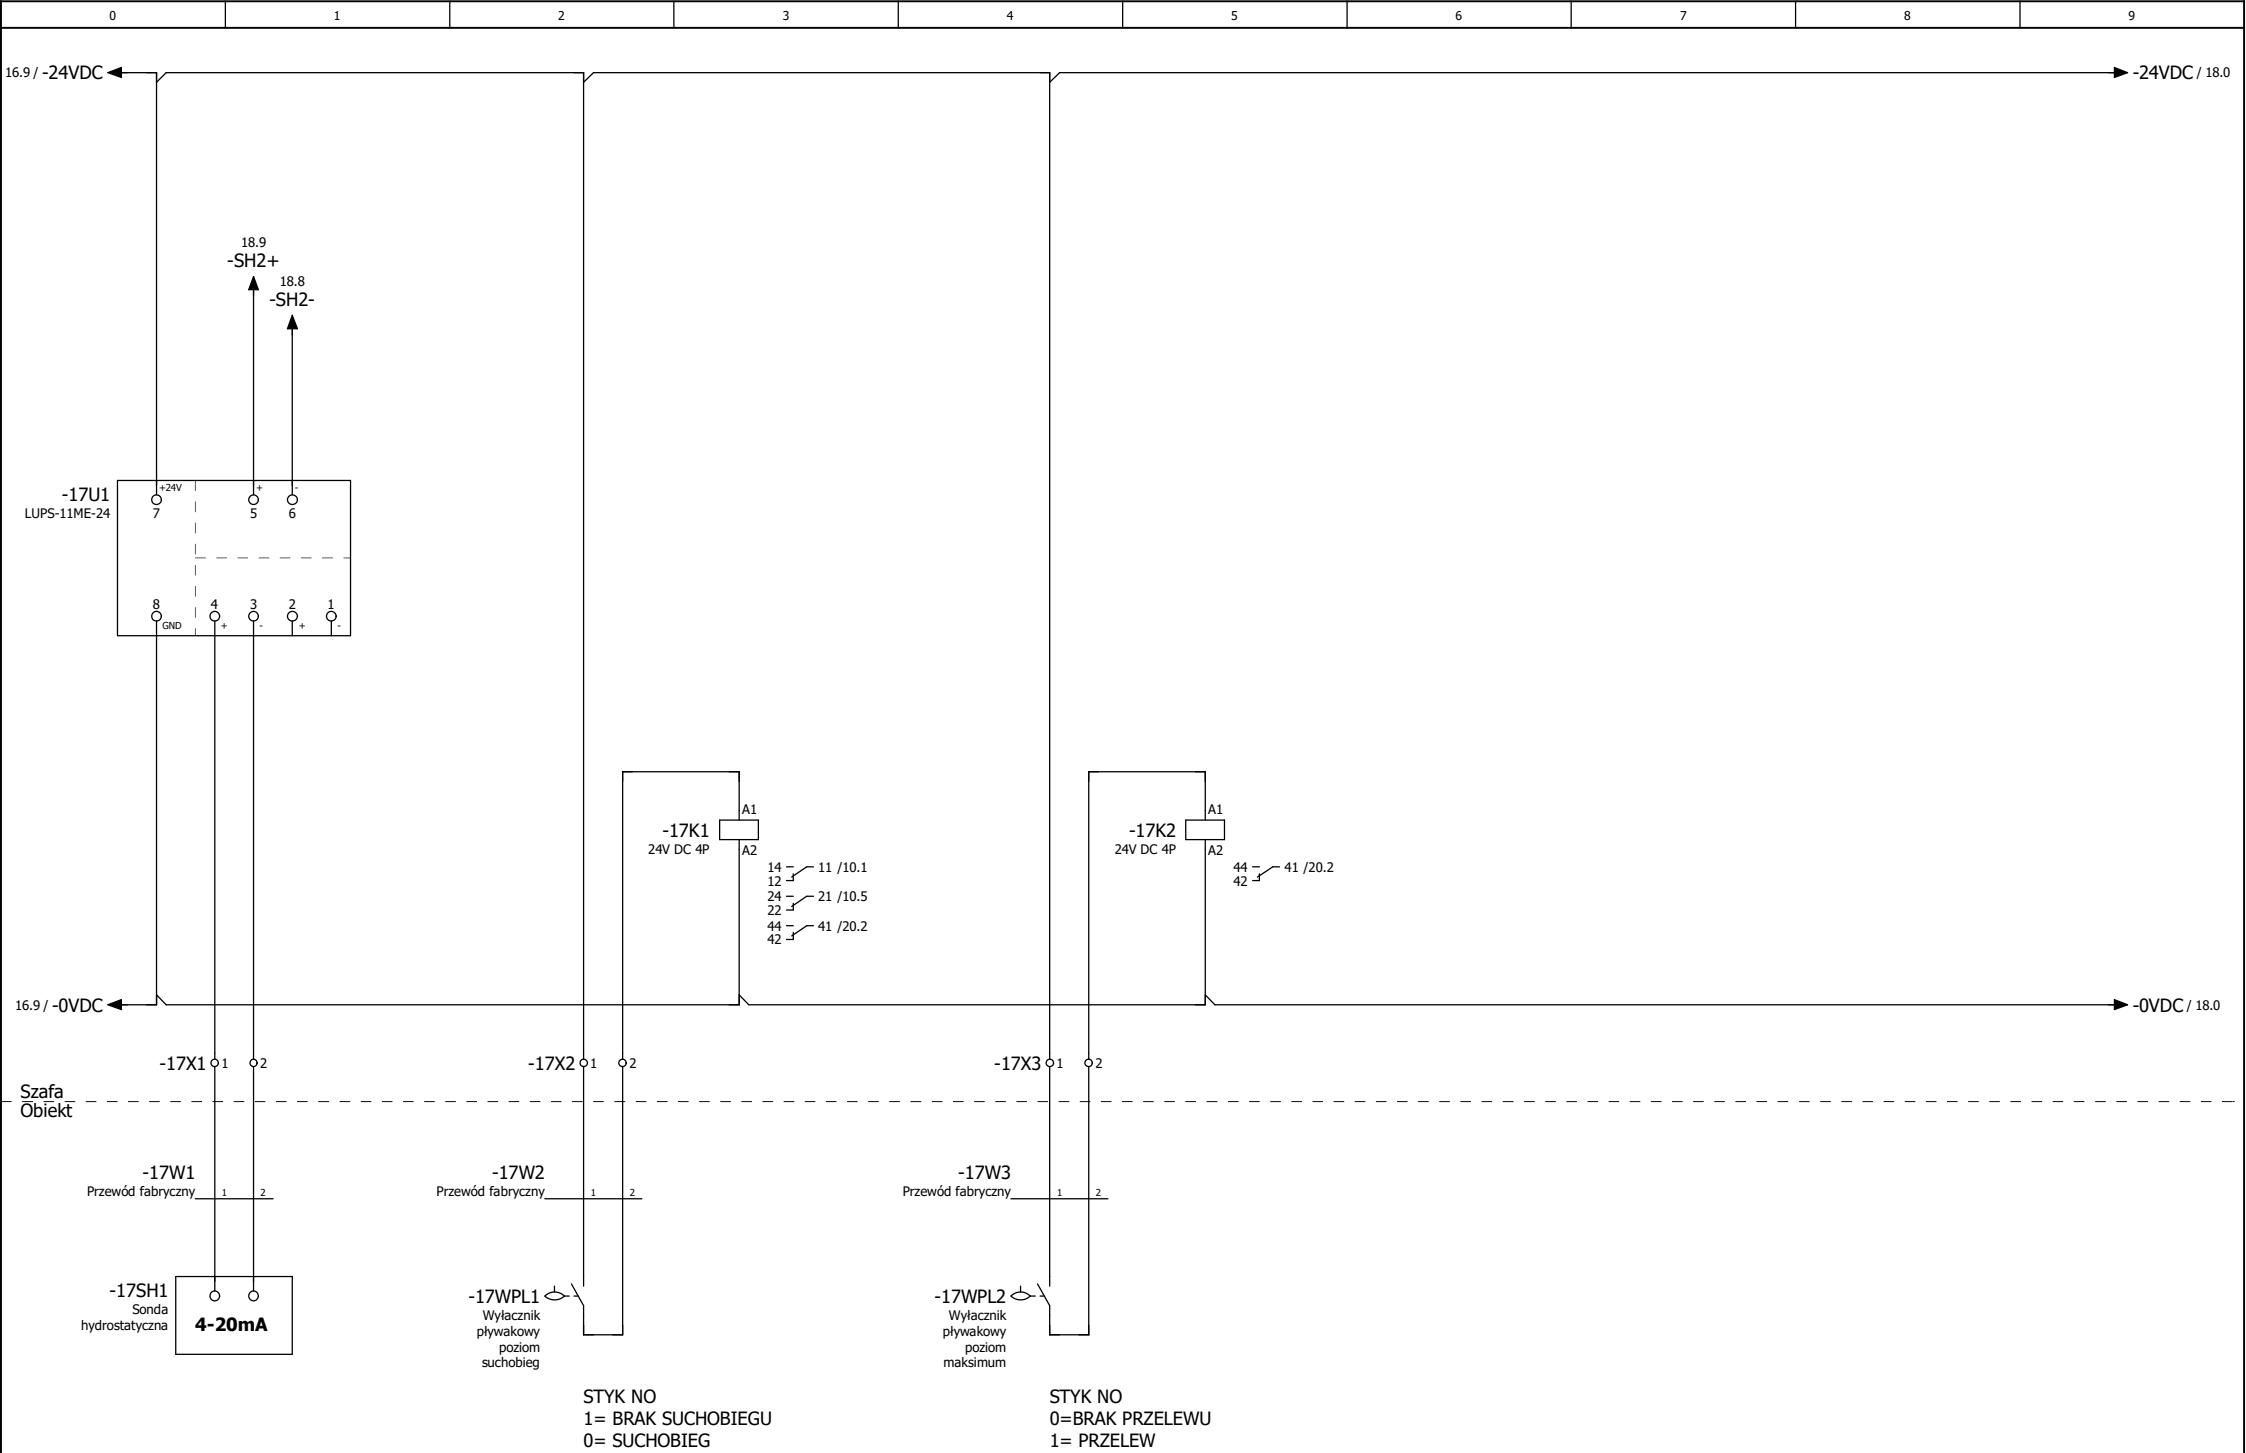 0 1 2 3 4 5 6 7 8 9
16.9 / -24VDC
-24VDC / 18.0
18.9
-SH2+
18.8
-SH2-
-17U1
LUPS-11ME-24
+24V + -
7 5 6
8 4 3 2 1
GND + - + -
-17K1
24V DC 4P
A1
A2
14 11 /10.1
12
24 21 /10.5
22
44 41 /20.2
42
-17K2
24V DC 4P
A1
A2
44 41 /20.2
42
16.9 / -0VDC
-0VDC / 18.0
-17X1 1 2
-17X2 1 2
-17X3 1 2
Szafa
Obiekt
-17W1
Przewód fabryczny 1 2
-17W2
Przewód fabryczny 1 2
-17W3
Przewód fabryczny 1 2
-17SH1
Sonda
hydrostatyczna
4-20mA
-17WPL1
Wyłacznik
pływakowy
poziom
suchobieg
-17WPL2
Wyłacznik
pływakowy
poziom
maksimum
STYK NO
1= BRAK SUCHOBIEGU
0= SUCHOBIEG
STYK NO
0=BRAK PRZELEWU
1= PRZELEW